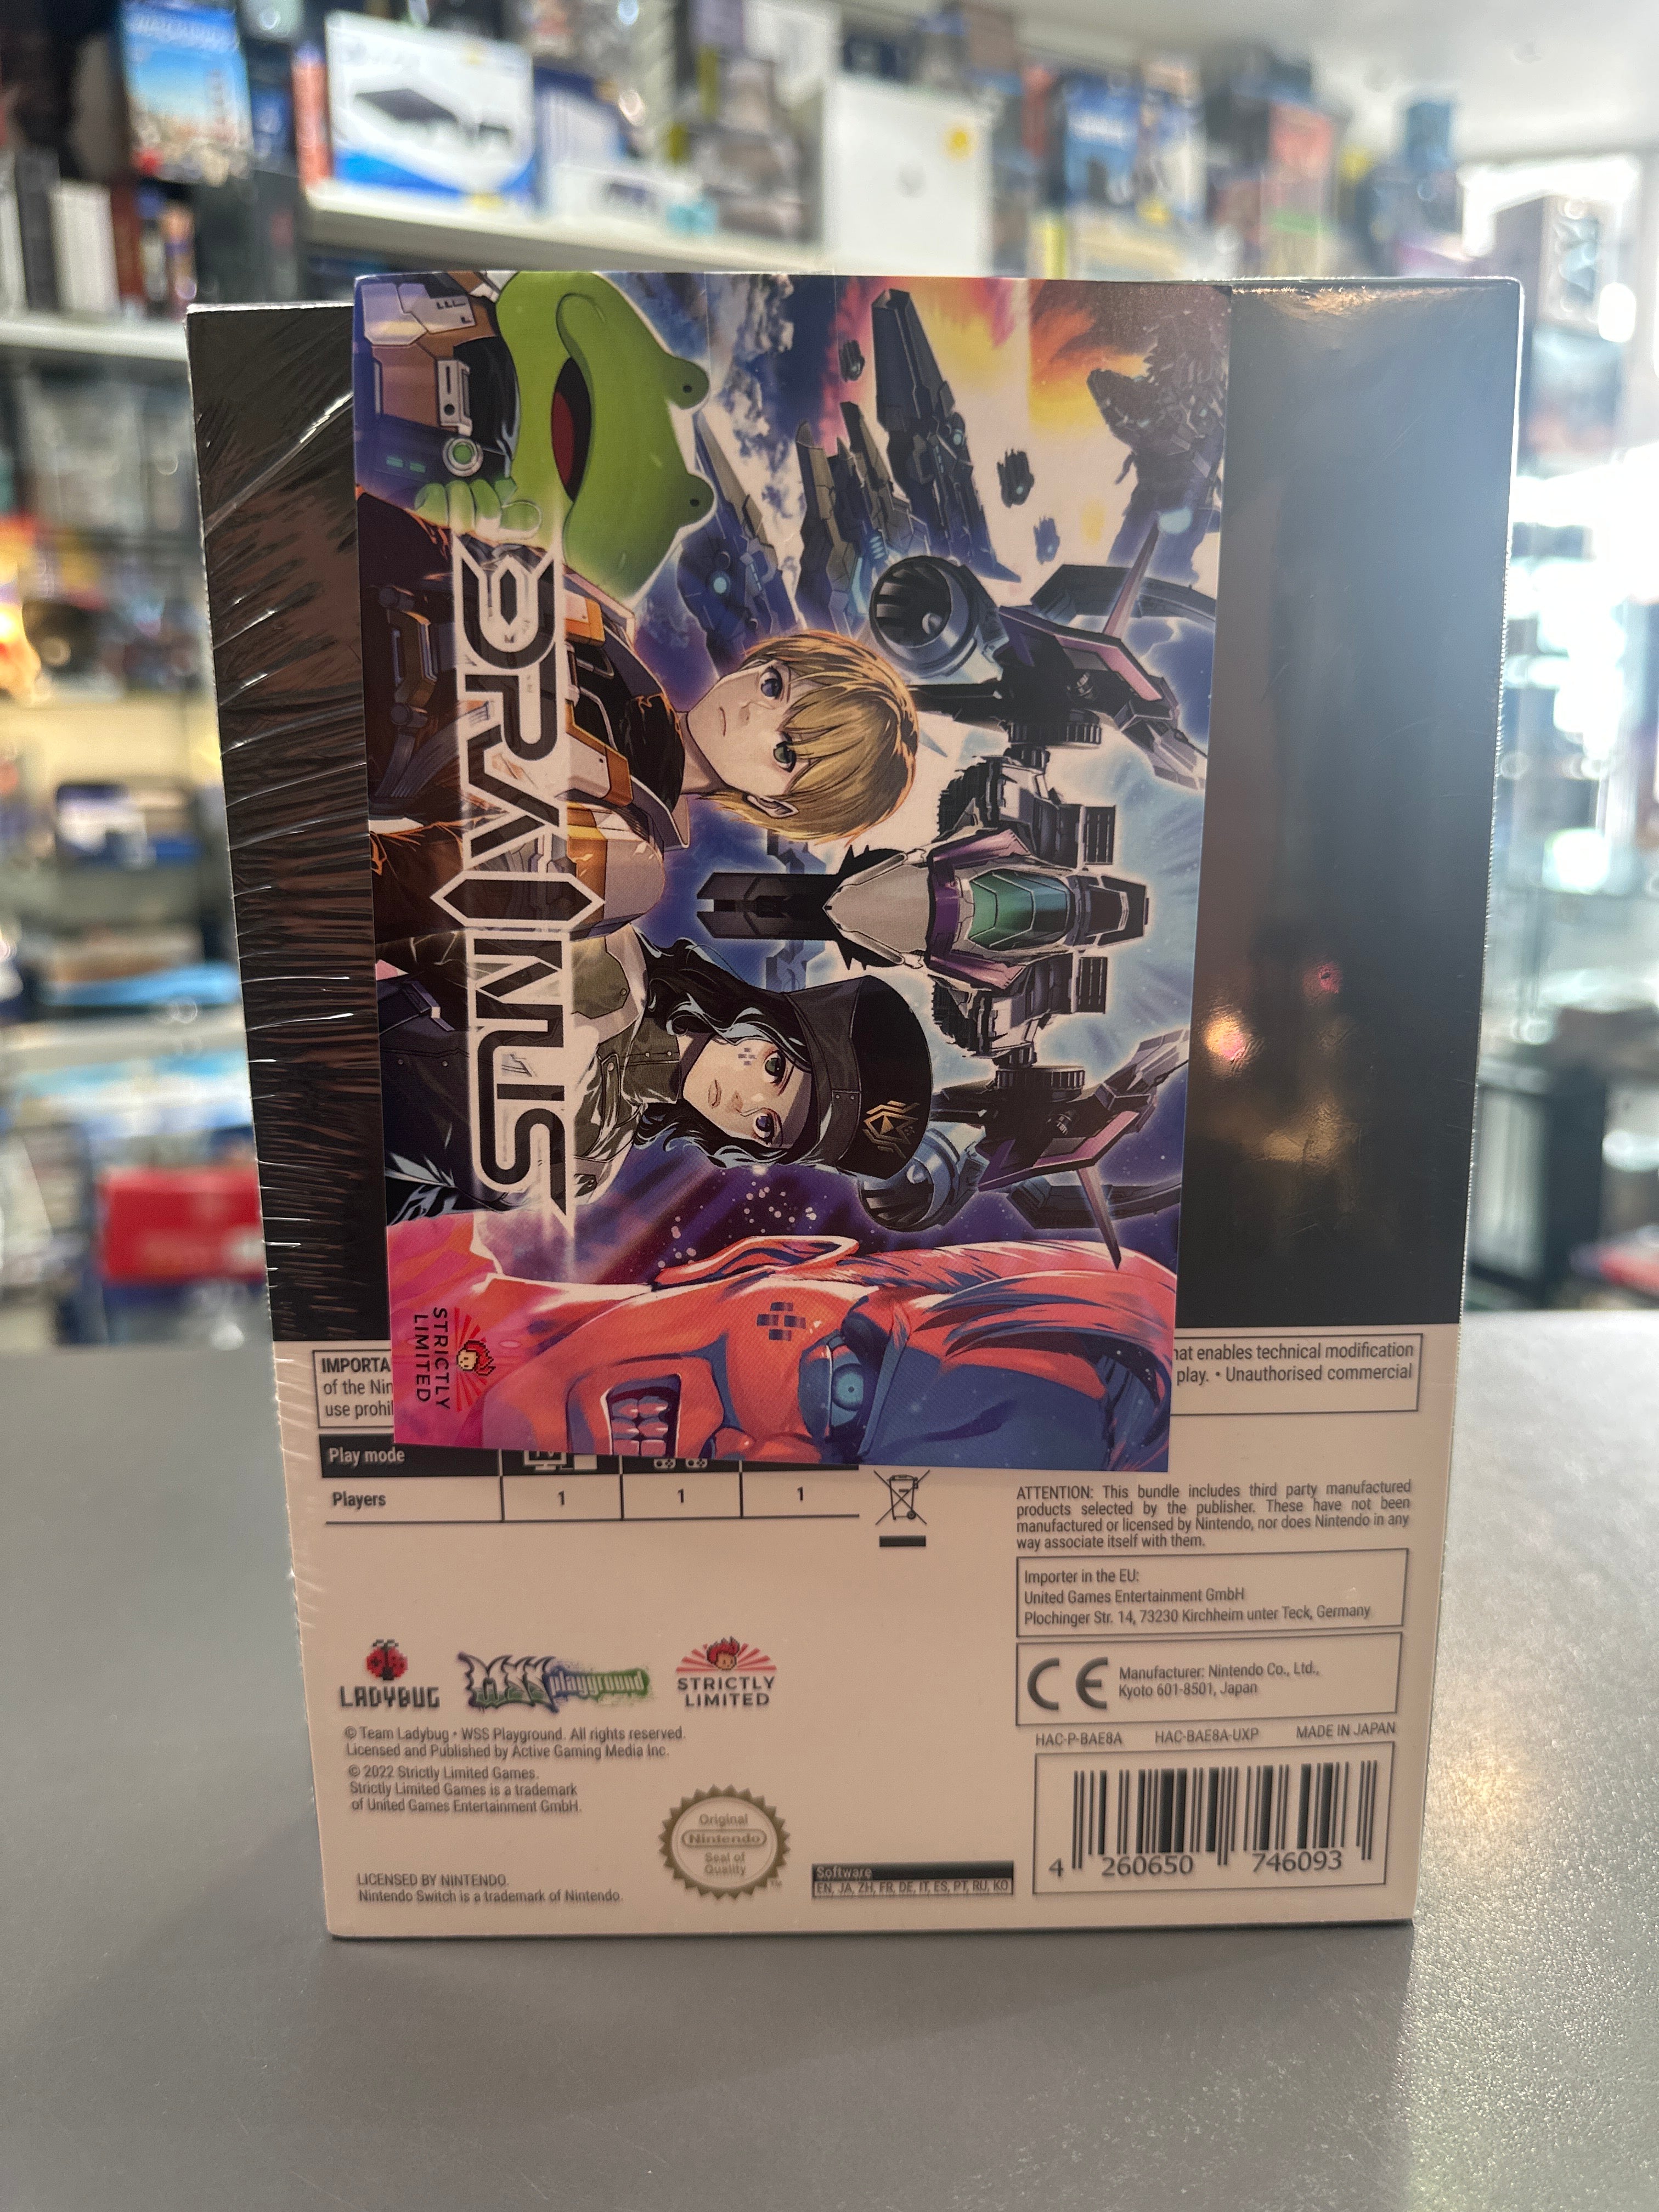 DRAINUS
STRICTLY
LIMITED
IMPORTA
of the Nin
use prohi
hat enables technical modification
play. • Unauthorised commercial
Play mode
Players 1 1 1
ATTENTION: This bundle includes third party manufactured
products selected by the publisher. These have not been
manufactured or licensed by Nintendo, nor does Nintendo in any
way associate itself with them.
Importer in the EU:
United Games Entertainment GmbH
Plochinger Str. 14, 73230 Kirchheim unter Teck, Germany
LADYBUG
WSS playground
STRICTLY
LIMITED
CE
Manufacturer: Nintendo Co., Ltd.,
Kyoto 601-8501, Japan
© Team Ladybug • WSS Playground. All rights reserved.
Licensed and Published by Active Gaming Media Inc.
© 2022 Strictly Limited Games.
Strictly Limited Games is a trademark
of United Games Entertainment GmbH.
HAC-P-BAE8A HAC-BAE8A-UXP MADE IN JAPAN
Original
Nintendo
Seal of
Quality
TM
LICENSED BY NINTENDO.
Nintendo Switch is a trademark of Nintendo.
Software
EN, JA, ZH, FR, DE, IT, ES, PT, RU, KO
4 260650 746093